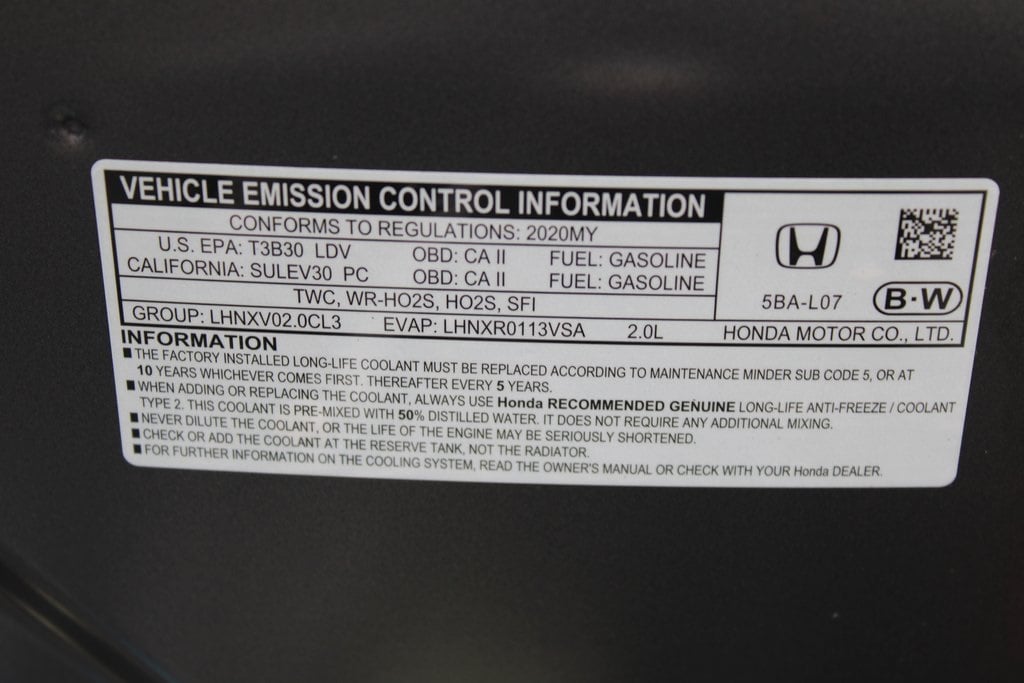 VEHICLE EMISSION CONTROL INFORMATION
CONFORMS TO REGULATIONS: 2020MY
U.S. EPA: T3B30 LDV OBD: CA II FUEL: GASOLINE
CALIFORNIA: SULEV30 PC OBD: CA II FUEL: GASOLINE
TWC, WR-HO2S, HO2S, SFI
5BA-L07 B·W
GROUP: LHNXV02.0CL3 EVAP: LHNXR0113VSA 2.0L HONDA MOTOR CO., LTD.
INFORMATION
■ THE FACTORY INSTALLED LONG-LIFE COOLANT MUST BE REPLACED ACCORDING TO MAINTENANCE MINDER SUB CODE 5, OR AT
10 YEARS WHICHEVER COMES FIRST. THEREAFTER EVERY 5 YEARS.
■ WHEN ADDING OR REPLACING THE COOLANT, ALWAYS USE Honda RECOMMENDED GENUINE LONG-LIFE ANTI-FREEZE / COOLANT
TYPE 2. THIS COOLANT IS PRE-MIXED WITH 50% DISTILLED WATER. IT DOES NOT REQUIRE ANY ADDITIONAL MIXING.
■ NEVER DILUTE THE COOLANT, OR THE LIFE OF THE ENGINE MAY BE SERIOUSLY SHORTENED.
■ CHECK OR ADD THE COOLANT AT THE RESERVE TANK, NOT THE RADIATOR.
■ FOR FURTHER INFORMATION ON THE COOLING SYSTEM, READ THE OWNER'S MANUAL OR CHECK WITH YOUR Honda DEALER.